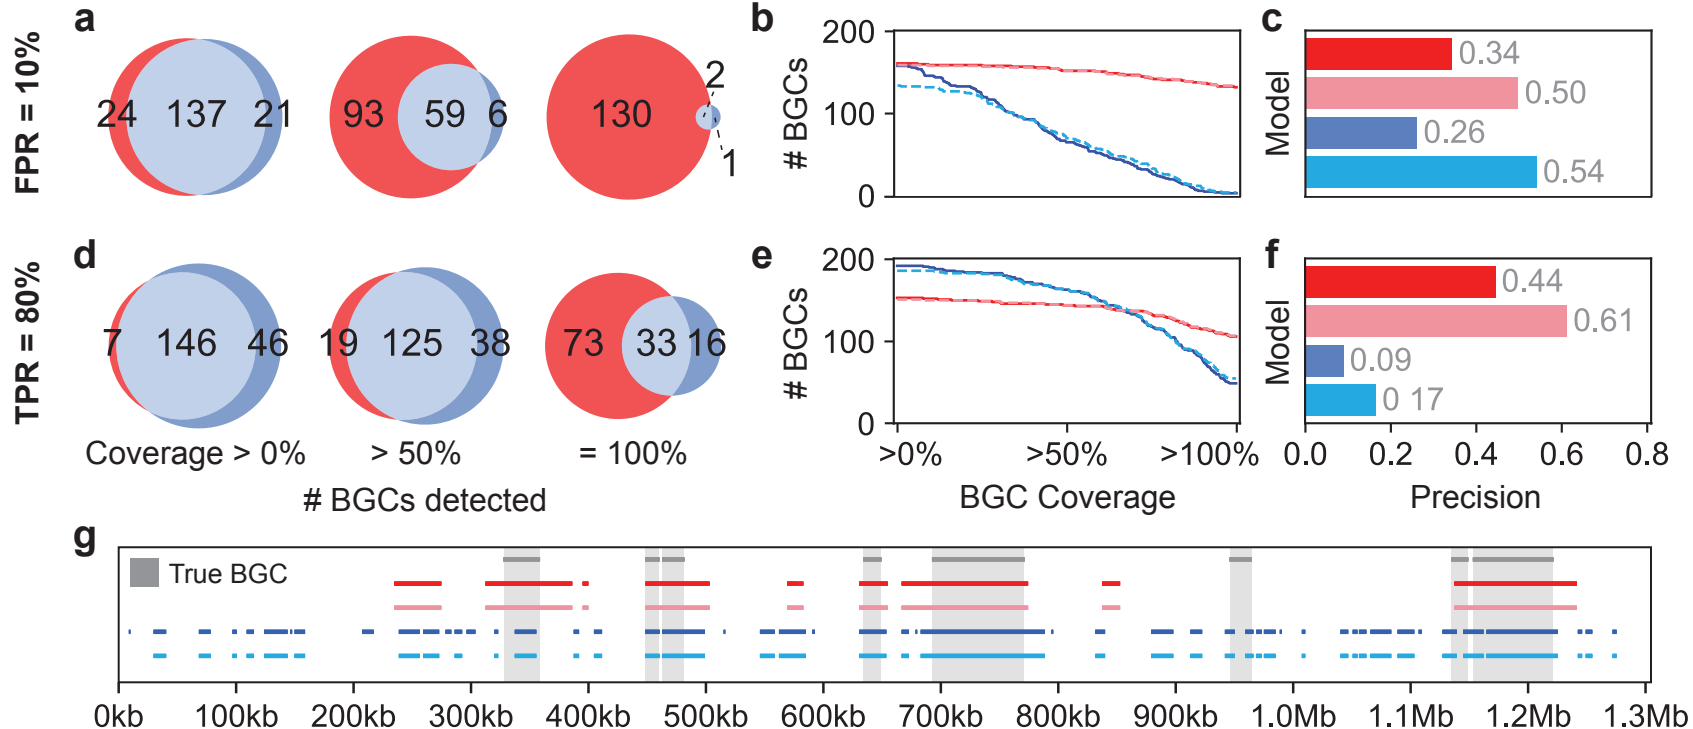 a
FPR = 10%
24 137 21
93 59 6
130
2
1
b
# BGCs
200
100
0
c
Model
0.34
0.50
0.26
0.54
d
TPR = 80%
7 146 46
19 125 38
73 33 16
Coverage > 0% > 50% = 100%
# BGCs detected
e
# BGCs
200
100
0
>0% >50% >100%
BGC Coverage
f
Model
0.44
0.61
0.09
0 17
0.0 0.2 0.4 0.6 0.8
Precision
g
True BGC
0kb 100kb 200kb 300kb 400kb 500kb 600kb 700kb 800kb 900kb 1.0Mb 1.1Mb 1.2Mb 1.3Mb